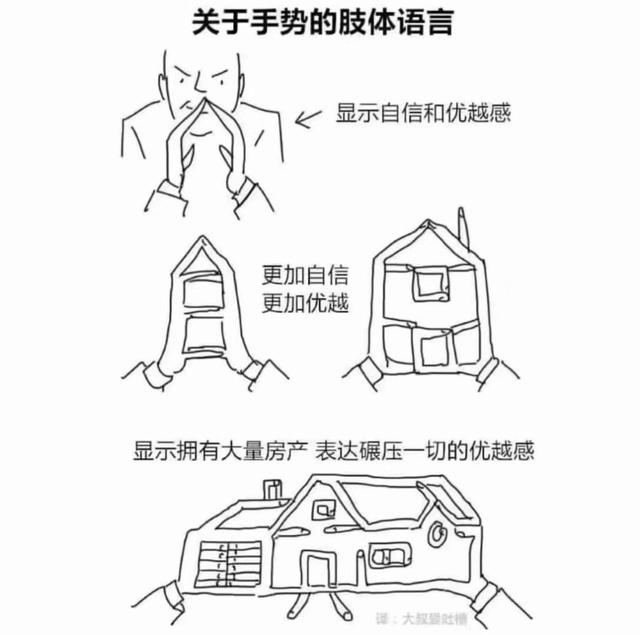 关于手势的肢体语言
显示自信和优越感
更加自信
更加优越
显示拥有大量房产 表达碾压一切的优越感
译：大叔爱吐槽